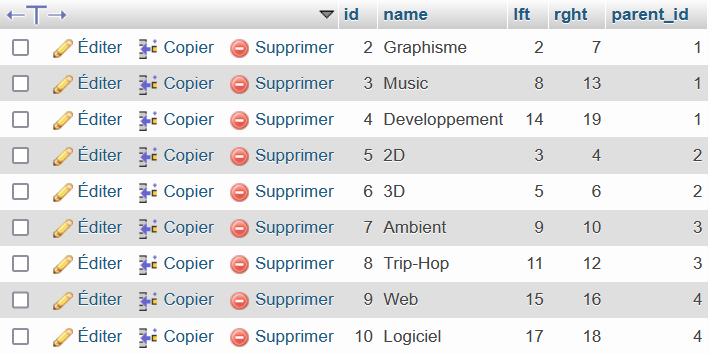 id name lft rght parent_id
Éditer Copier Supprimer 2 Graphisme 2 7 1
Éditer Copier Supprimer 3 Music 8 13 1
Éditer Copier Supprimer 4 Developpement 14 19 1
Éditer Copier Supprimer 5 2D 3 4 2
Éditer Copier Supprimer 6 3D 5 6 2
Éditer Copier Supprimer 7 Ambient 9 10 3
Éditer Copier Supprimer 8 Trip-Hop 11 12 3
Éditer Copier Supprimer 9 Web 15 16 4
Éditer Copier Supprimer 10 Logiciel 17 18 4